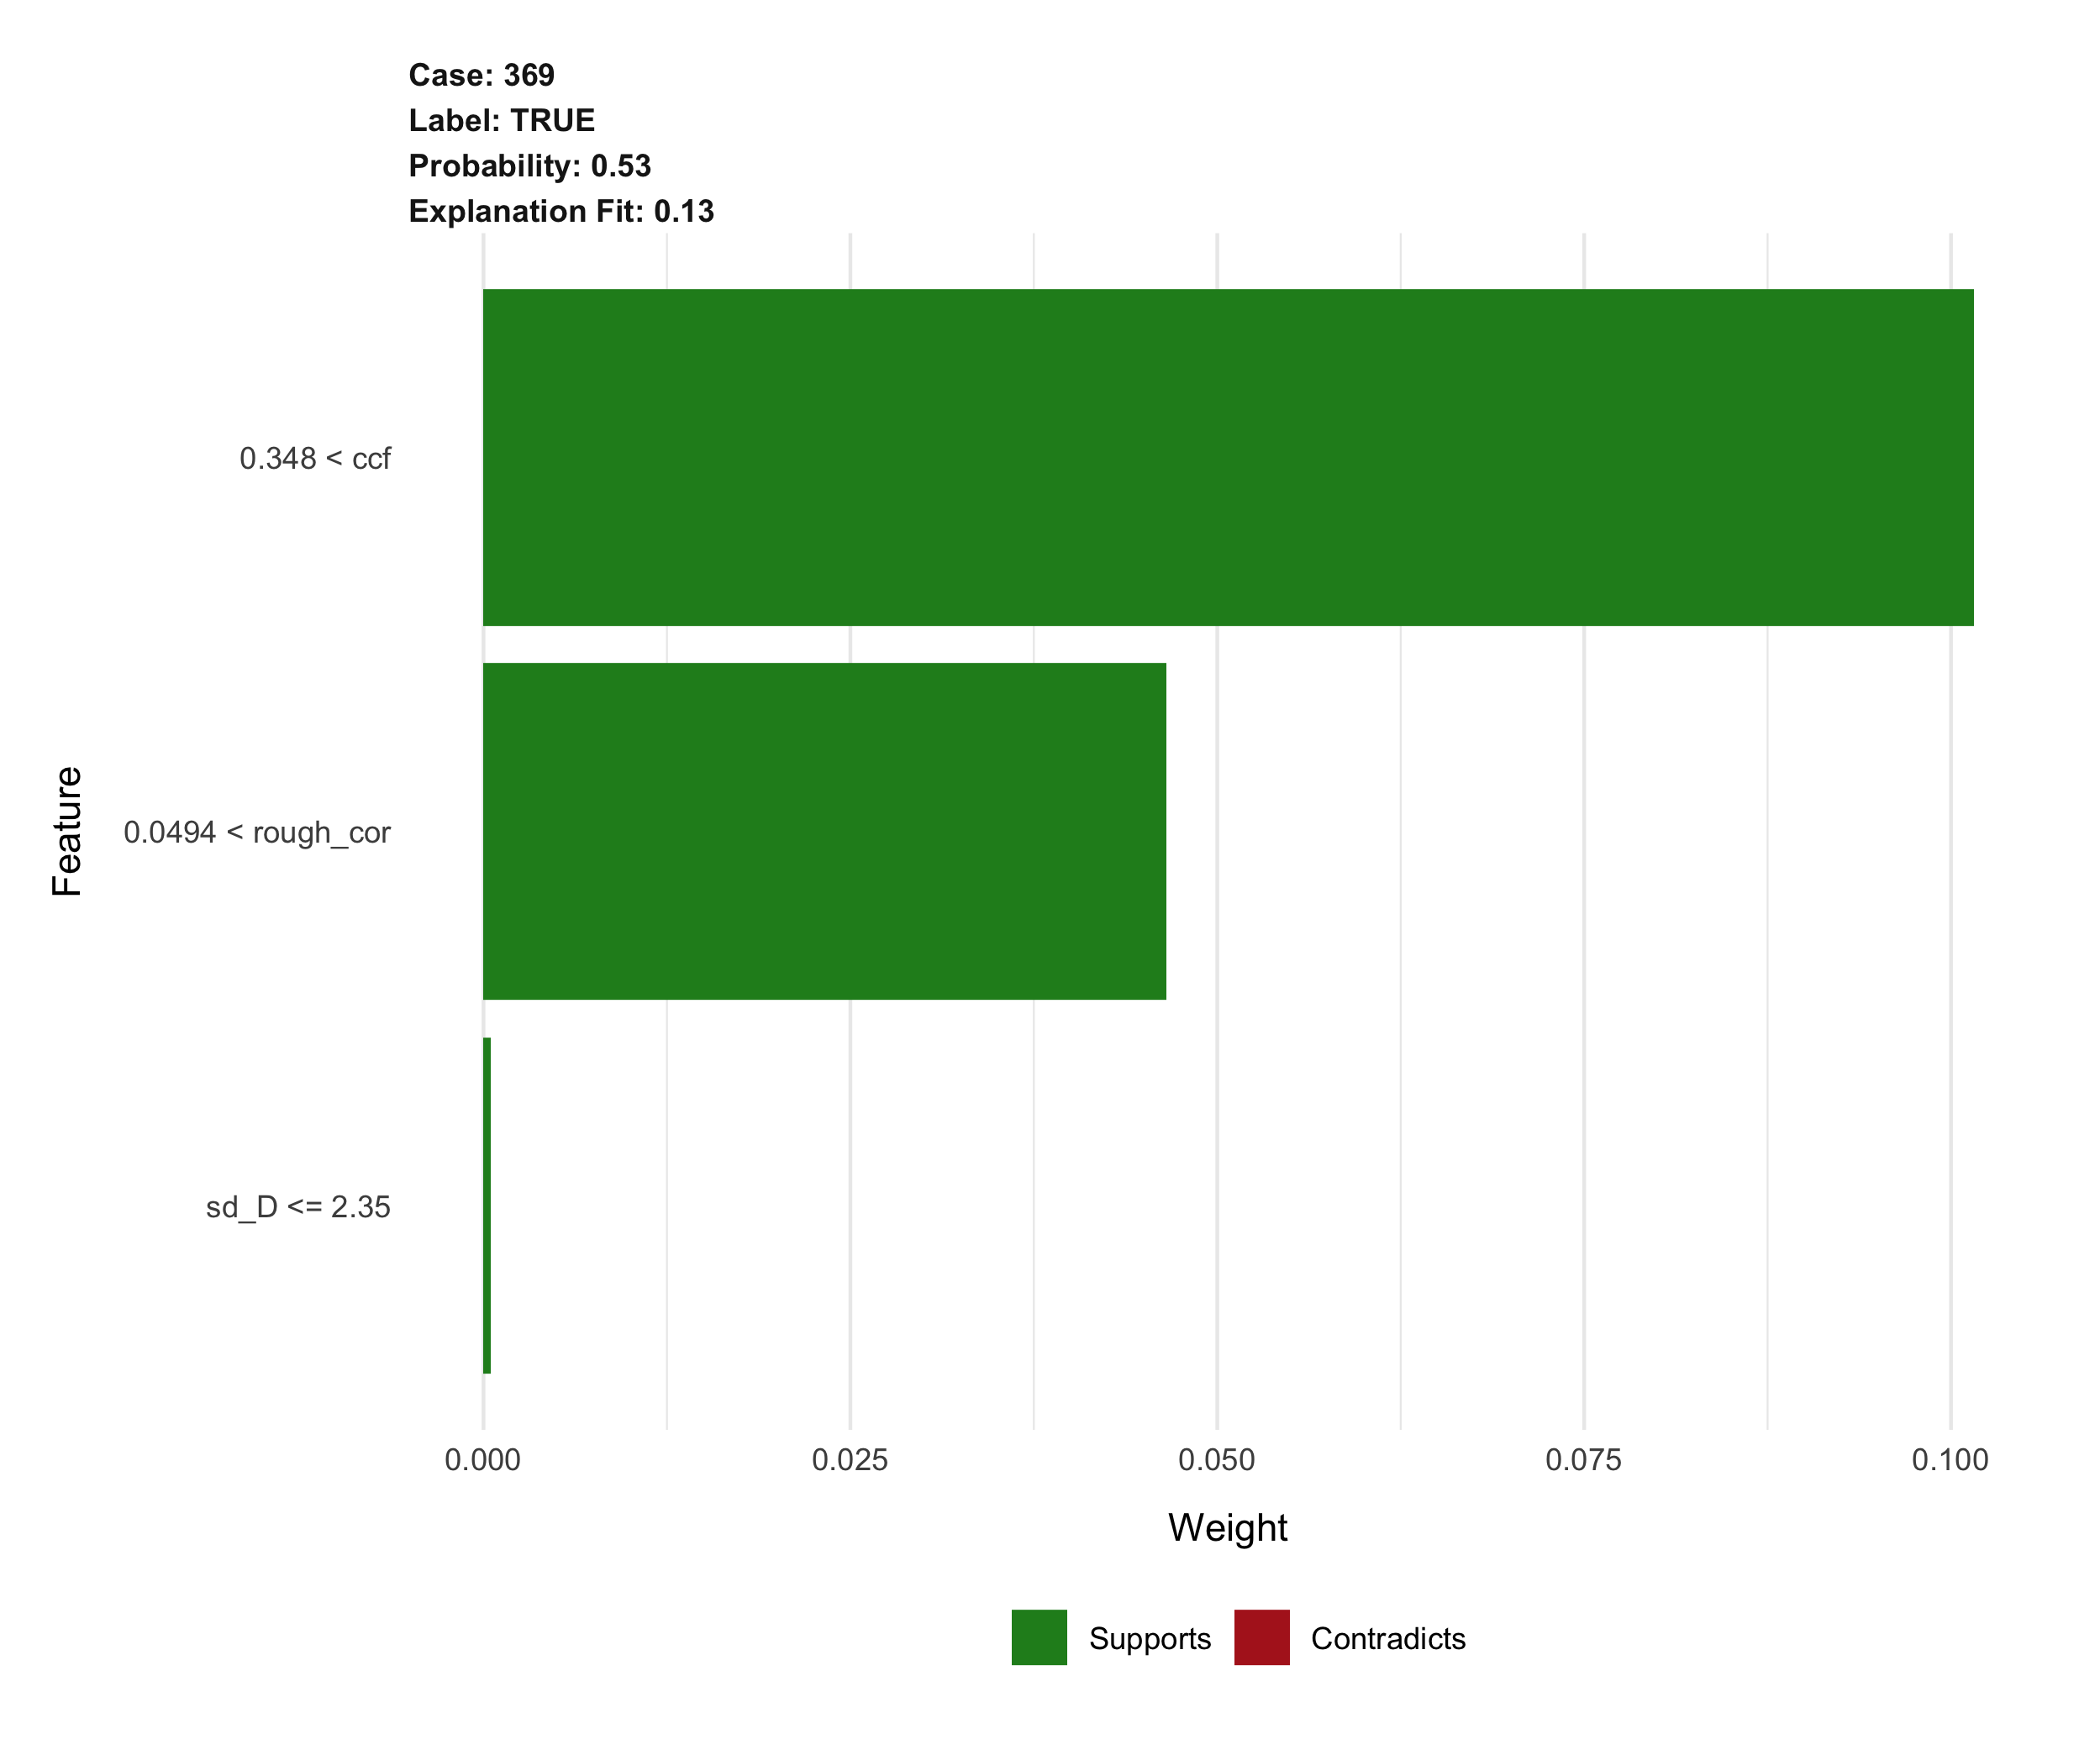 Case: 369
Label: TRUE
Probability: 0.53
Explanation Fit: 0.13
0.348 < ccf
0.0494 < rough_cor
sd_D <= 2.35
Feature
0.000 0.025 0.050 0.075 0.100
Weight
Supports Contradicts